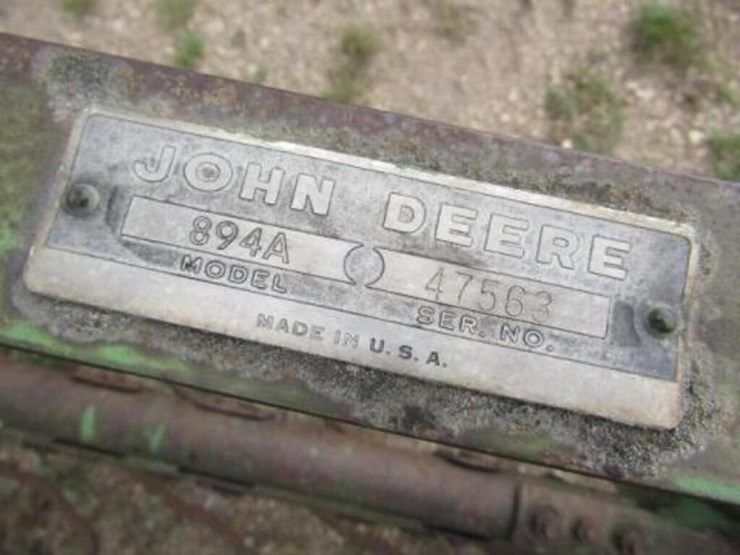 JOHN DEERE
894A 47563
MODEL SER. NO.
MADE IN U.S.A.